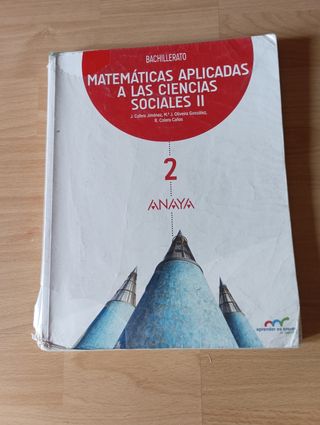 BACHILLERATO
MATEMÁTICAS APLICADAS
A LAS CIENCIAS
SOCIALES II
J. Colera Jiménez, M.ª J. Oliveira González,
R. Colera Cañas
2
ANAYA
aprender es crecer